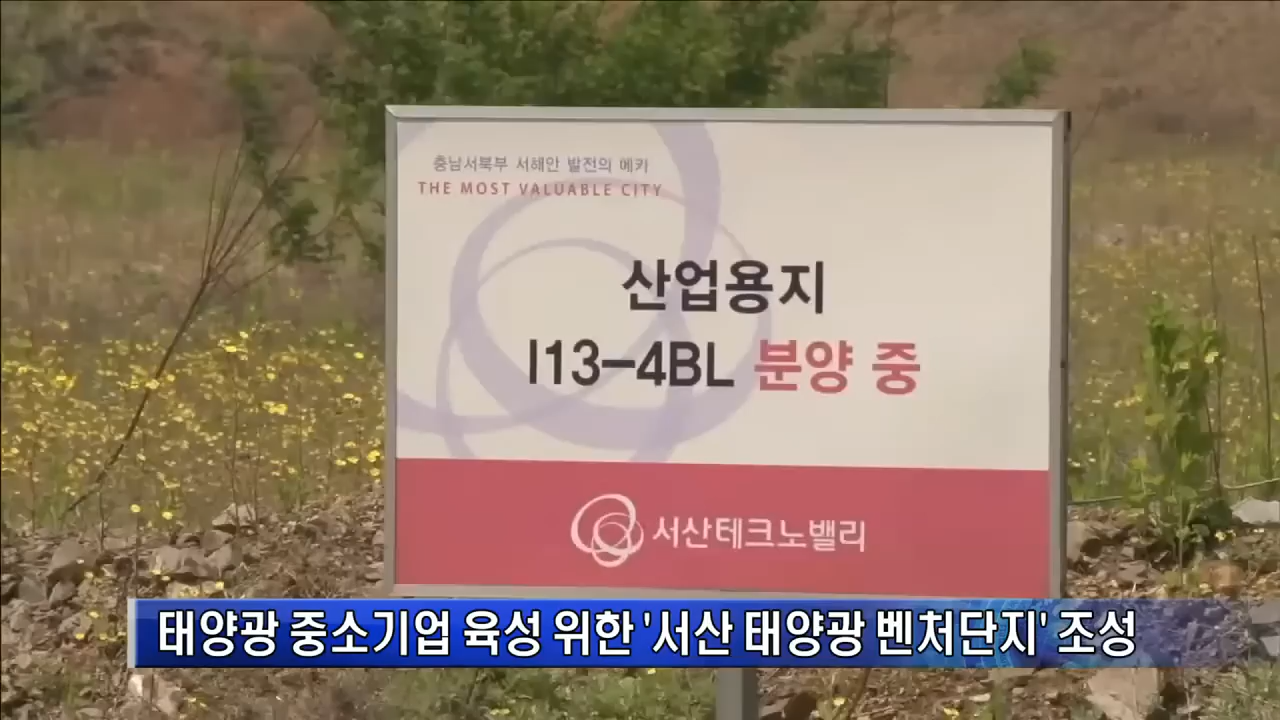 충남서북부 서해안 발전의 메카
THE MOST VALUABLE CITY
산업용지
I13-4BL 분양 중
서산테크노밸리
태양광 중소기업 육성 위한 '서산 태양광 벤처단지' 조성